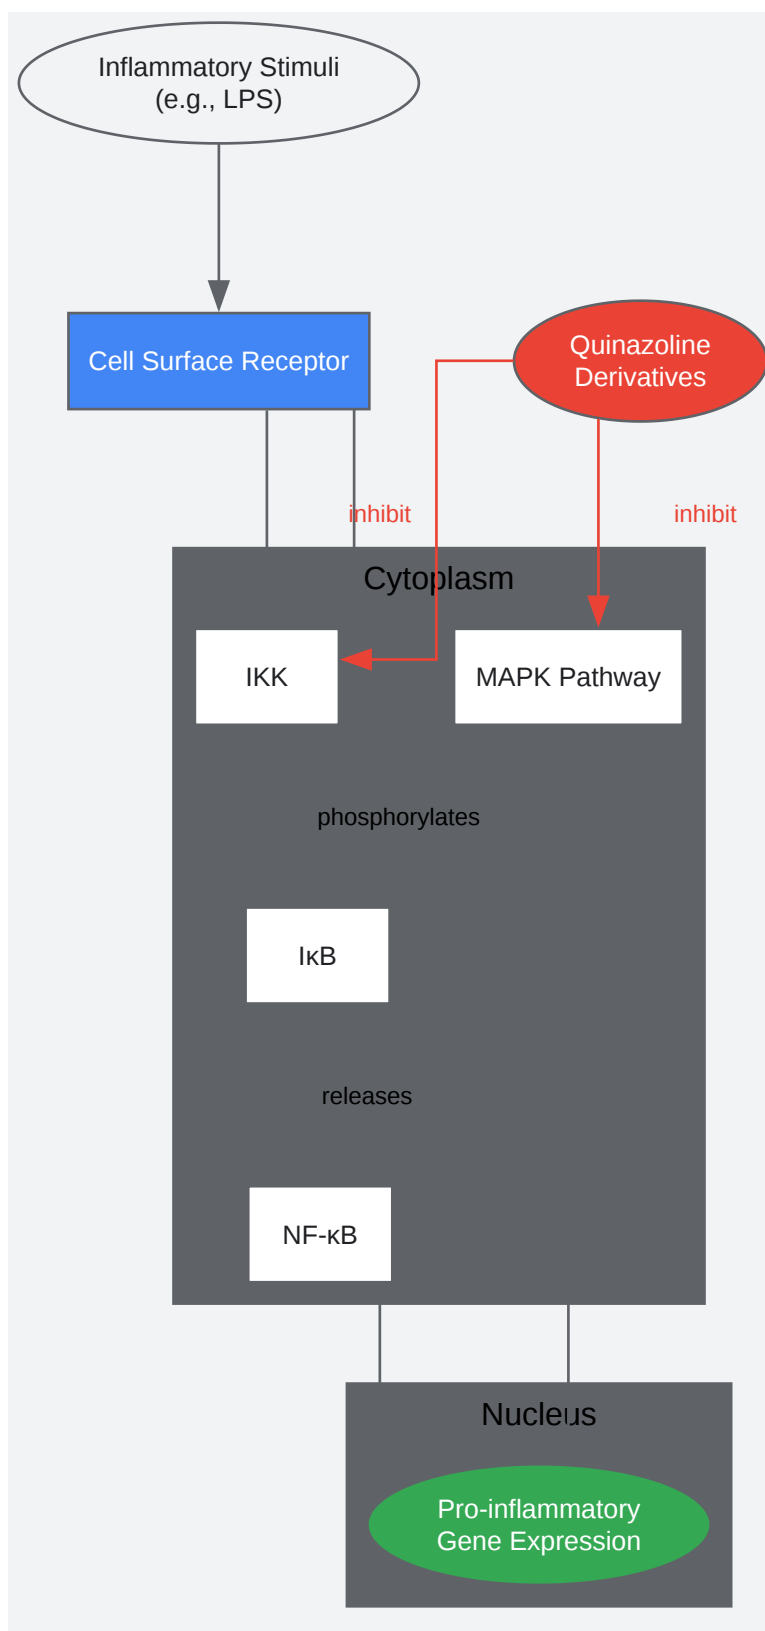 Inflammatory Stimuli
(e.g., LPS)
Cell Surface Receptor
Quinazoline
Derivatives
inhibit
inhibit
Cytoplasm
IKK
MAPK Pathway
phosphorylates
IκB
releases
NF-κB
Nucleus
Pro-inflammatory
Gene Expression